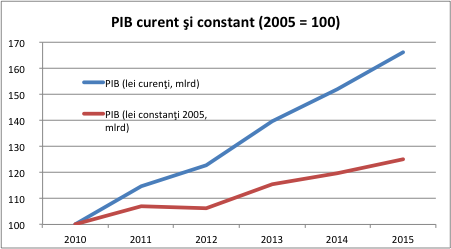 PIB curent şi constant (2005 = 100)
170
160
150
140
130
120
110
100
PIB (lei curenţi, mlrd)
PIB (lei constanţi 2005,
mlrd)
2010 2011 2012 2013 2014 2015